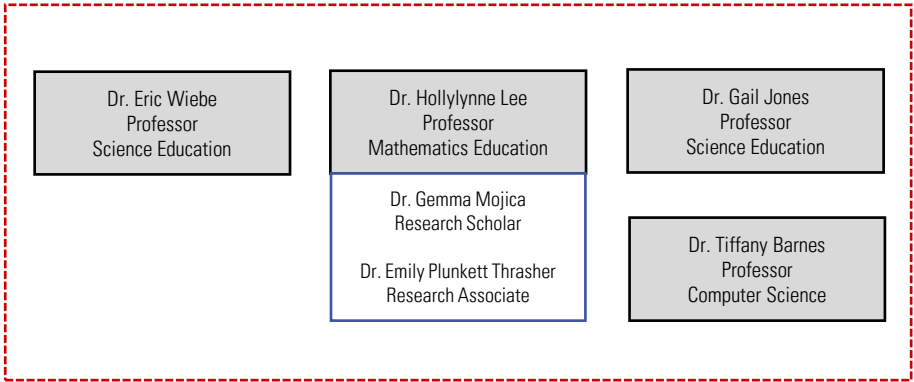 Dr. Eric Wiebe
Professor
Science Education
Dr. Hollylynne Lee
Professor
Mathematics Education
Dr. Gemma Mojica
Research Scholar
Dr. Emily Plunkett Thrasher
Research Associate
Dr. Gail Jones
Professor
Science Education
Dr. Tiffany Barnes
Professor
Computer Science